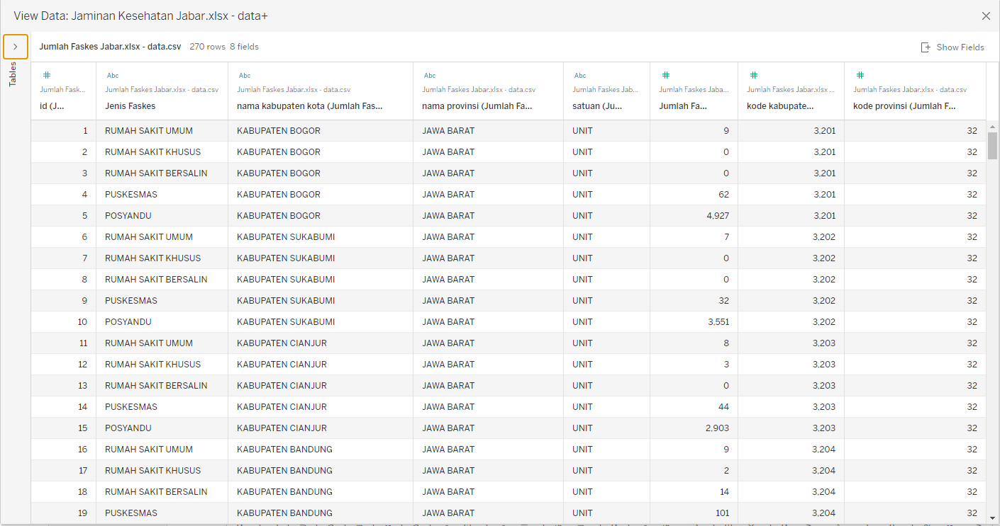 View Data: Jaminan Kesehatan Jabar.xlsx - data+
Jumlah Faskes Jabar.xlsx - data.csv 270 rows 8 fields Show Fields
Tables
# Abc Abc Abc Abc # # #
Jumlah Fask... Jumlah Faskes Jabar.xlsx - data.csv Jumlah Faskes Jabar.xlsx - data.csv Jumlah Faskes Jabar.xlsx - data.csv Jumlah Faskes Jab... Jumlah Faskes Jaba... Jumlah Faskes Jabar.xlsx ... Jumlah Faskes Jabar.xlsx - data.csv
id (J... Jenis Faskes nama kabupaten kota (Jumlah Fas... nama provinsi (Jumlah Fa... satuan (Ju... Jumlah Fa... kode kabupate... kode provinsi (Jumlah F...
1 RUMAH SAKIT UMUM KABUPATEN BOGOR JAWA BARAT UNIT 9 3,201 32
2 RUMAH SAKIT KHUSUS KABUPATEN BOGOR JAWA BARAT UNIT 0 3,201 32
3 RUMAH SAKIT BERSALIN KABUPATEN BOGOR JAWA BARAT UNIT 0 3,201 32
4 PUSKESMAS KABUPATEN BOGOR JAWA BARAT UNIT 62 3,201 32
5 POSYANDU KABUPATEN BOGOR JAWA BARAT UNIT 4,927 3,201 32
6 RUMAH SAKIT UMUM KABUPATEN SUKABUMI JAWA BARAT UNIT 7 3,202 32
7 RUMAH SAKIT KHUSUS KABUPATEN SUKABUMI JAWA BARAT UNIT 0 3,202 32
8 RUMAH SAKIT BERSALIN KABUPATEN SUKABUMI JAWA BARAT UNIT 0 3,202 32
9 PUSKESMAS KABUPATEN SUKABUMI JAWA BARAT UNIT 32 3,202 32
10 POSYANDU KABUPATEN SUKABUMI JAWA BARAT UNIT 3,551 3,202 32
11 RUMAH SAKIT UMUM KABUPATEN CIANJUR JAWA BARAT UNIT 8 3,203 32
12 RUMAH SAKIT KHUSUS KABUPATEN CIANJUR JAWA BARAT UNIT 3 3,203 32
13 RUMAH SAKIT BERSALIN KABUPATEN CIANJUR JAWA BARAT UNIT 0 3,203 32
14 PUSKESMAS KABUPATEN CIANJUR JAWA BARAT UNIT 44 3,203 32
15 POSYANDU KABUPATEN CIANJUR JAWA BARAT UNIT 2,903 3,203 32
16 RUMAH SAKIT UMUM KABUPATEN BANDUNG JAWA BARAT UNIT 9 3,204 32
17 RUMAH SAKIT KHUSUS KABUPATEN BANDUNG JAWA BARAT UNIT 2 3,204 32
18 RUMAH SAKIT BERSALIN KABUPATEN BANDUNG JAWA BARAT UNIT 14 3,204 32
19 PUSKESMAS KABUPATEN BANDUNG JAWA BARAT UNIT 101 3,204 32